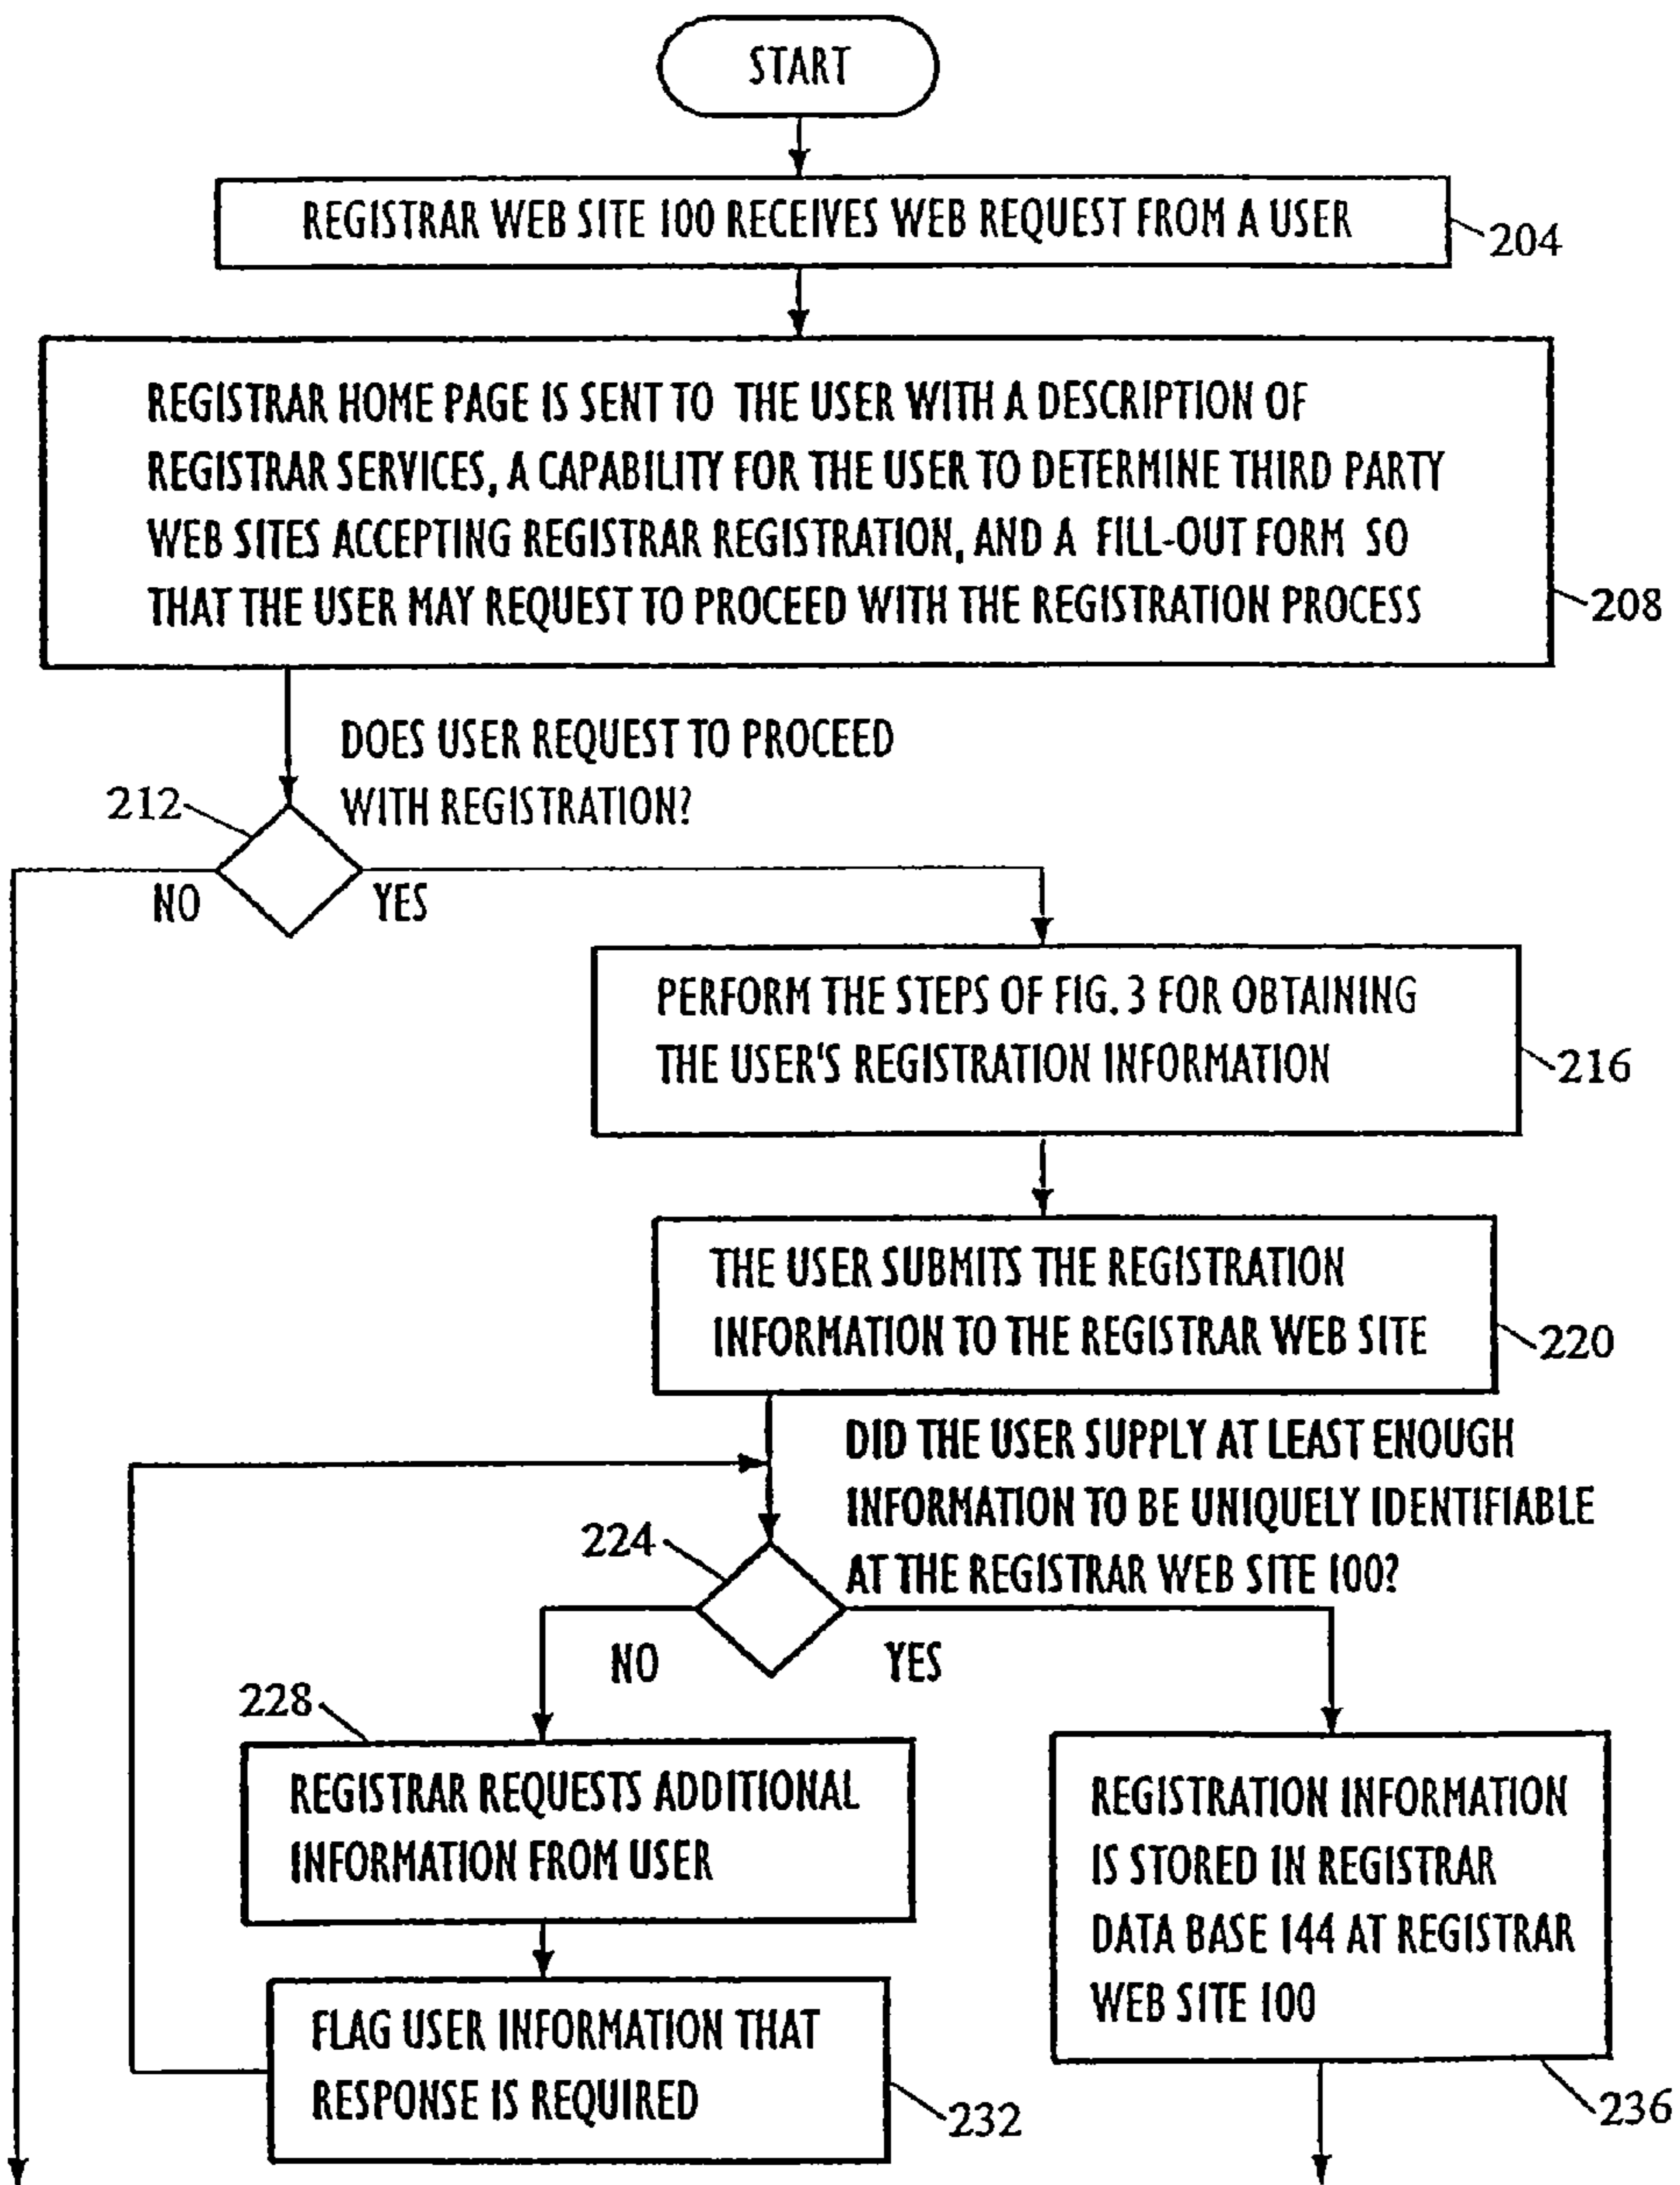 START
REGISTRAR WEB SITE 100 RECEIVES WEB REQUEST FROM A USER
204
REGISTRAR HOME PAGE IS SENT TO THE USER WITH A DESCRIPTION OF
REGISTRAR SERVICES, A CAPABILITY FOR THE USER TO DETERMINE THIRD PARTY
WEB SITES ACCEPTING REGISTRAR REGISTRATION, AND A FILL-OUT FORM SO
THAT THE USER MAY REQUEST TO PROCEED WITH THE REGISTRATION PROCESS
208
DOES USER REQUEST TO PROCEED
WITH REGISTRATION?
212
NO
YES
PERFORM THE STEPS OF FIG. 3 FOR OBTAINING
THE USER'S REGISTRATION INFORMATION
216
THE USER SUBMITS THE REGISTRATION
INFORMATION TO THE REGISTRAR WEB SITE
220
DID THE USER SUPPLY AT LEAST ENOUGH
INFORMATION TO BE UNIQUELY IDENTIFIABLE
AT THE REGISTRAR WEB SITE 100?
224
NO
YES
228
REGISTRAR REQUESTS ADDITIONAL
INFORMATION FROM USER
REGISTRATION INFORMATION
IS STORED IN REGISTRAR
DATA BASE 144 AT REGISTRAR
WEB SITE 100
236
FLAG USER INFORMATION THAT
RESPONSE IS REQUIRED
232